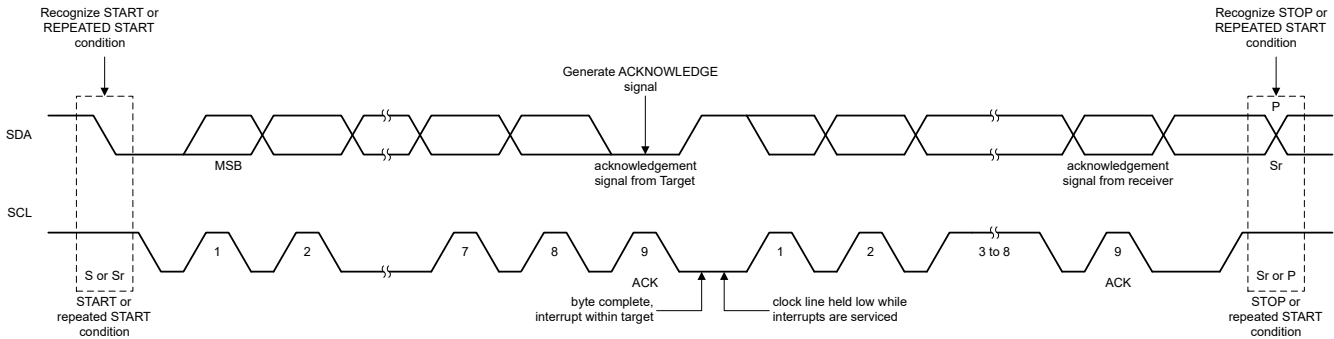 Recognize START or
REPEATED START
condition
Recognize STOP or
REPEATED START
condition
Generate ACKNOWLEDGE
signal
P
SDA
MSB
acknowledgement
signal from Target
acknowledgement
signal from receiver
Sr
SCL
1
2
7
8
9
1
2
3 to 8
9
S or Sr
ACK
ACK
Sr or P
START or
repeated START
condition
byte complete,
interrupt within target
clock line held low while
interrupts are serviced
STOP or
repeated START
condition